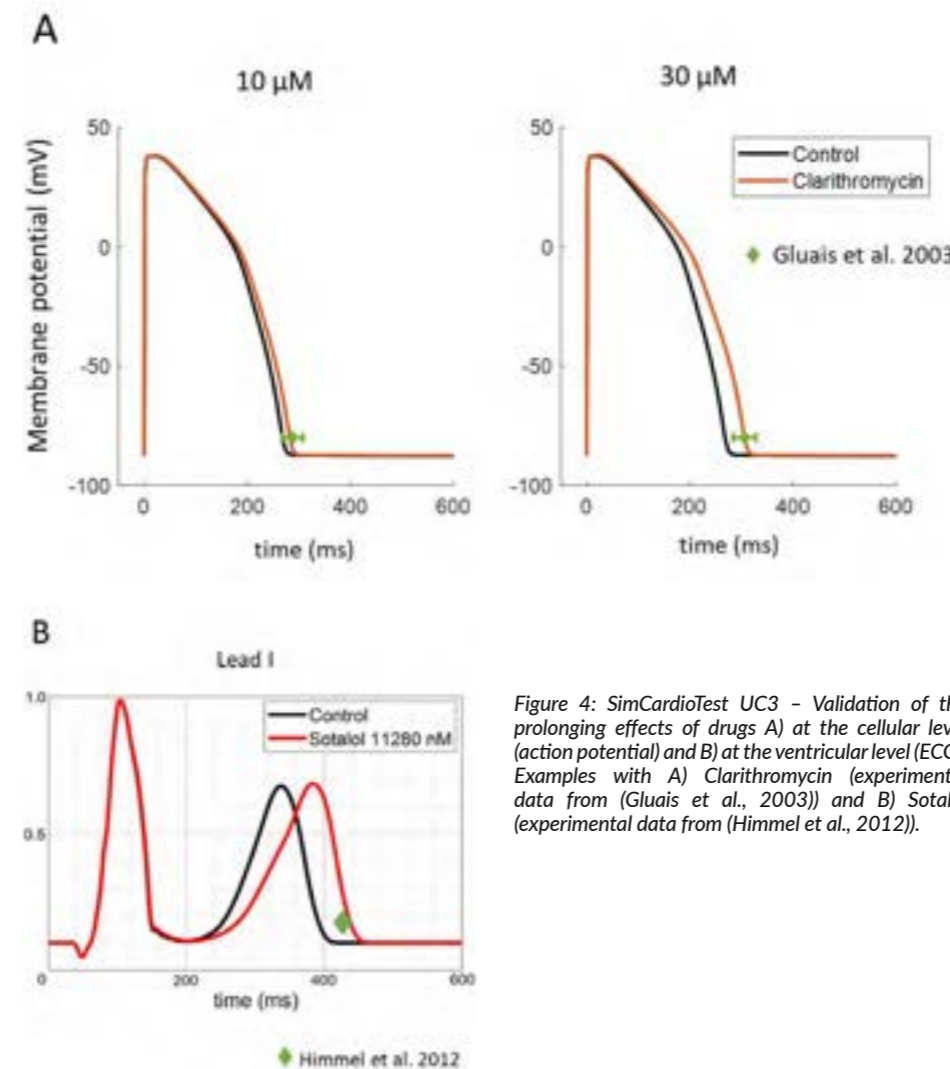 A
10 µM
30 µM
Membrane potential (mV)
50
0
-50
-100
0
200
400
600
time (ms)
50
0
-50
-100
0
200
400
600
time (ms)
Control
Clarithromycin
Gluais et al. 2003
B
Lead I
1.0
0.5
0
200
400
600
time (ms)
Control
Sotalol 11280 nM
Himmel et al. 2012
Figure 4: SimCardioTest UC3 – Validation of th
prolonging effects of drugs A) at the cellular lev
(action potential) and B) at the ventricular level (ECG
Examples with A) Clarithromycin (experiment
data from (Gluais et al., 2003)) and B) Sotal
(experimental data from (Himmel et al., 2012)).